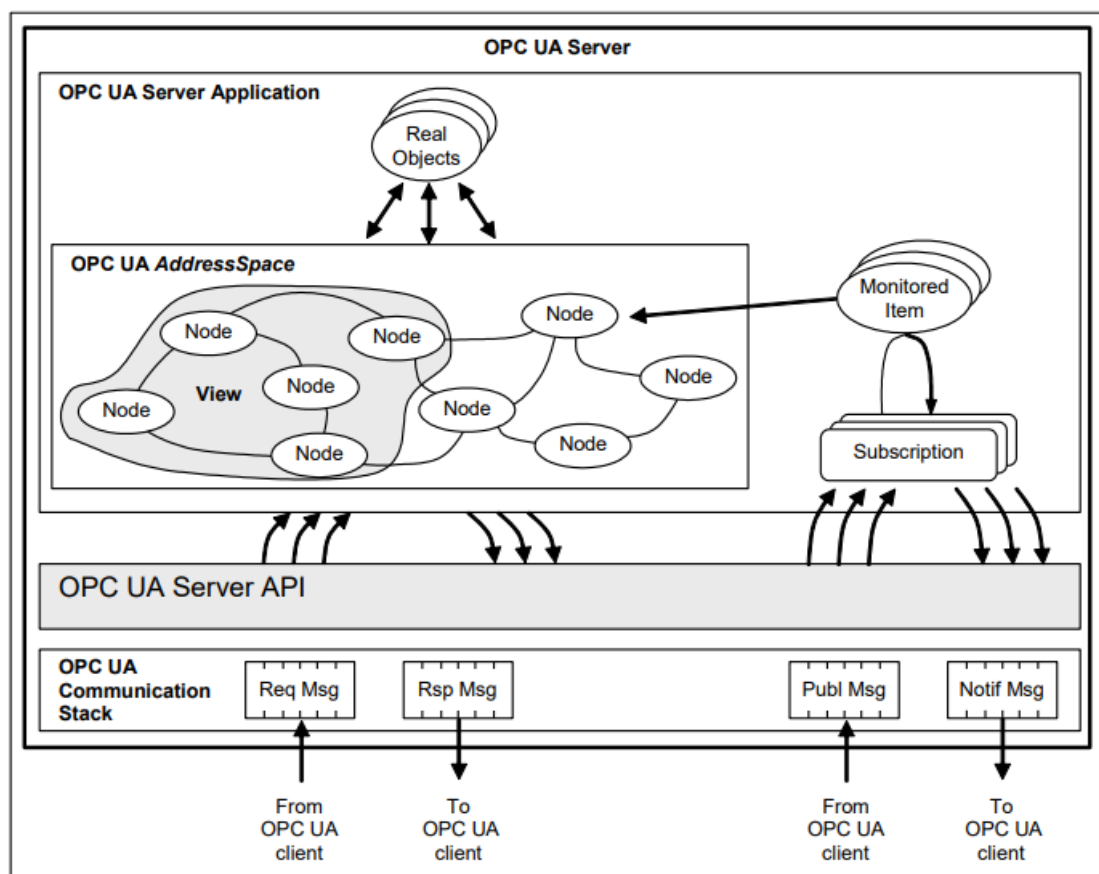 OPC UA Server
OPC UA Server Application
Real
Objects
OPC UA AddressSpace
Monitored
Item
Node
Node
Node
Node
View
Node
Node
Node
Node
Node
Subscription
OPC UA Server API
OPC UA
Communication
Stack
Req Msg
Rsp Msg
Publ Msg
Notif Msg
From
OPC UA
client
To
OPC UA
client
From
OPC UA
client
To
OPC UA
client